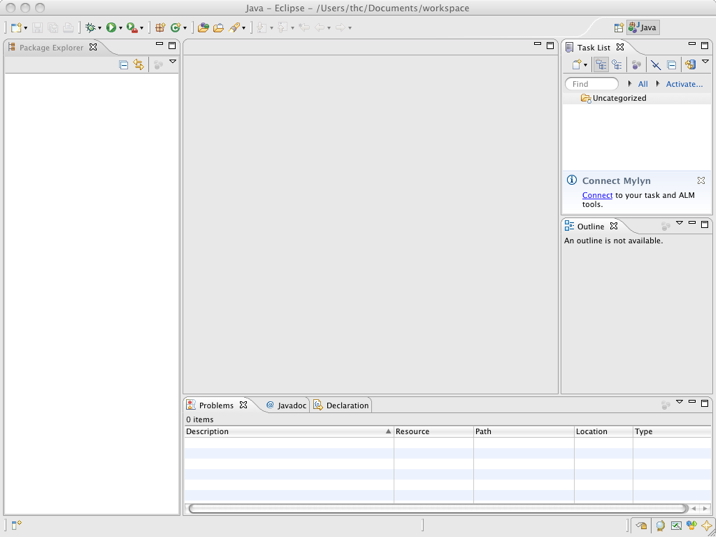 Java – Eclipse – /Users/thc/Documents/workspace
Java
Package Explorer
Task List
Find
All
Activate...
Uncategorized
Connect Mylyn
Connect to your task and ALM
tools.
Outline
An outline is not available.
Problems
Javadoc
Declaration
0 items
Description Resource Path Location Type